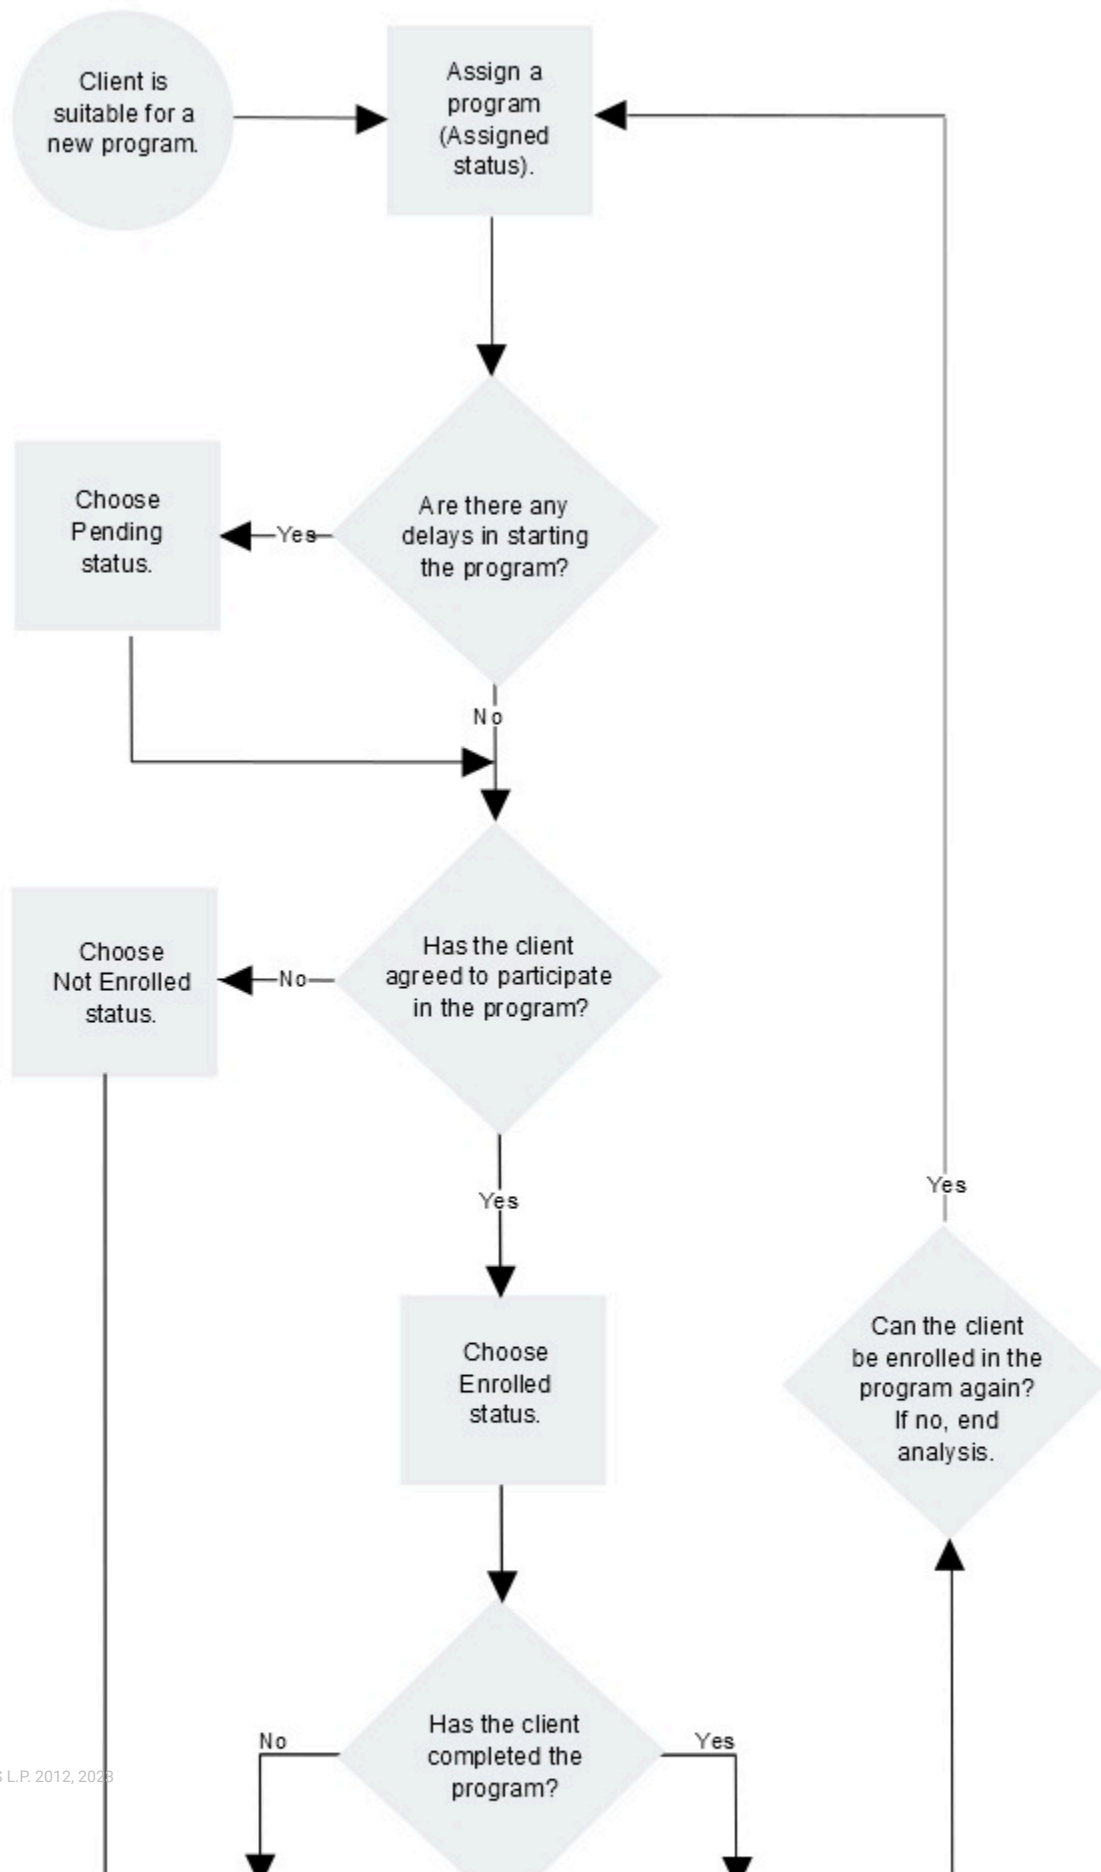 Client is
suitable for a
new program.
Assign a
program
(Assigned
status).
Choose
Pending
status.
Yes
Are there any
delays in starting
the program?
No
Choose
Not Enrolled
status.
No
Has the client
agreed to participate
in the program?
Yes
Yes
Choose
Enrolled
status.
Can the client
be enrolled in the
program again?
If no, end
analysis.
No
Has the client
completed the
program?
Yes
L.P. 2012, 2023